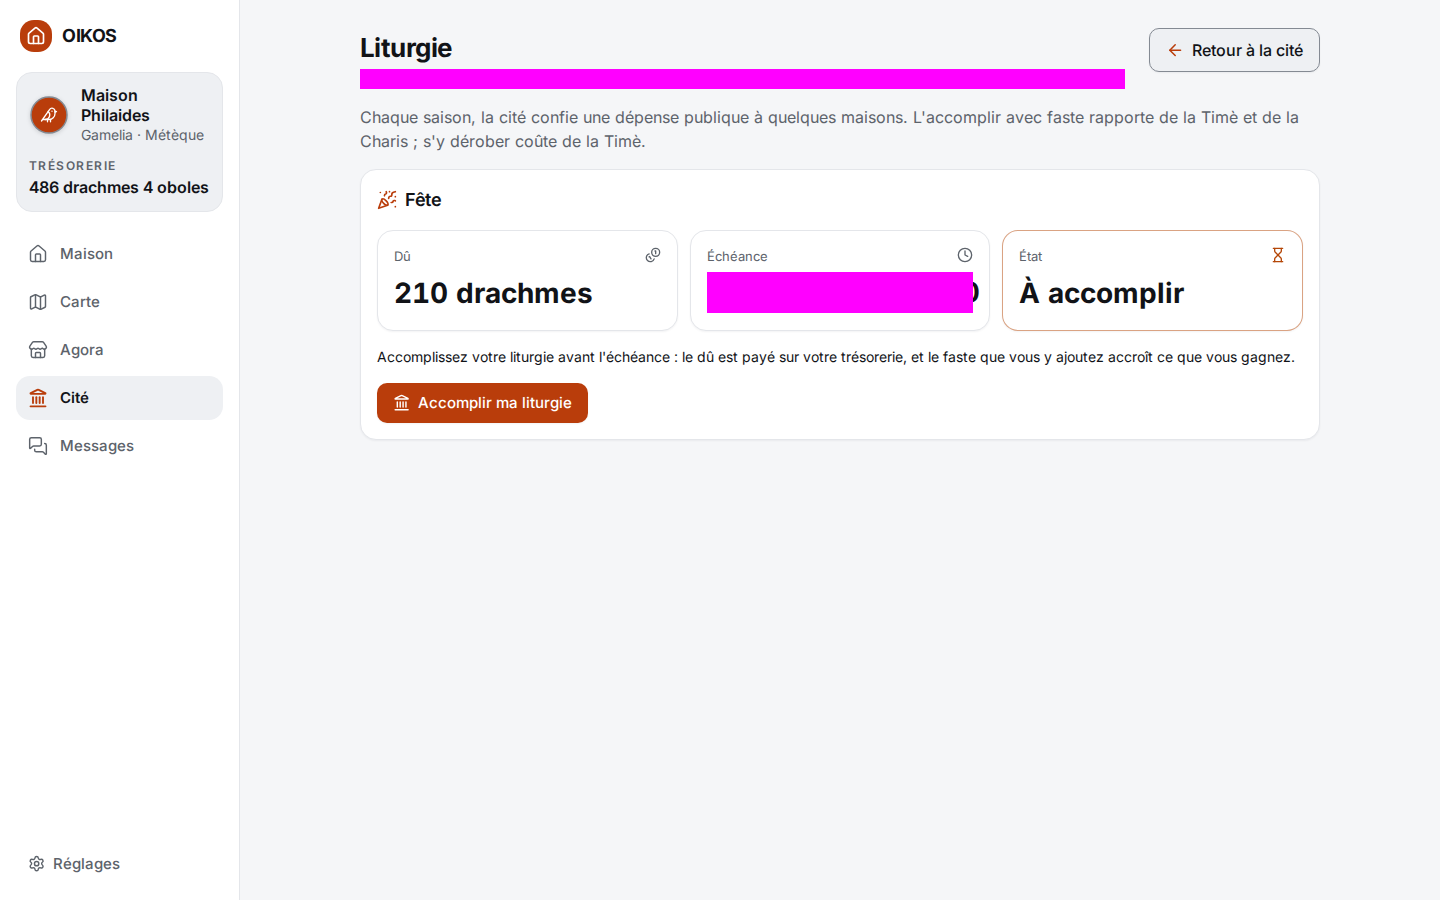 OIKOS
Maison
Philaides
Gamelia · Métèque
TRÉSORERIE
486 drachmes 4 oboles
Maison
Carte
Agora
Cité
Messages
Réglages
Liturgie
Retour à la cité
Chaque saison, la cité confie une dépense publique à quelques maisons. L'accomplir avec faste rapporte de la Timè et de la
Charis ; s'y dérober coûte de la Timè.
Fête
Dû
210 drachmes
Échéance
État
À accomplir
Accomplissez votre liturgie avant l'échéance : le dû est payé sur votre trésorerie, et le faste que vous y ajoutez accroît ce que vous gagnez.
Accomplir ma liturgie